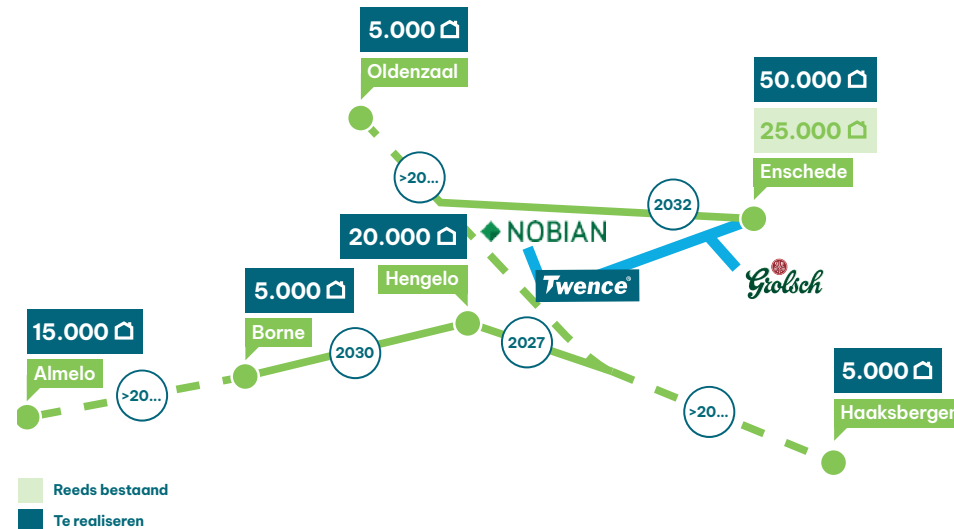 5.000
Oldenzaal
50.000
25.000
Enschede
>20...
2032
20.000
NOBIAN
Hengelo
Twence®
Grolsch
5.000
Borne
15.000
Almelo
2030
2027
>20...
5.000
Haaksbergen
>20...
Reeds bestaand
Te realiseren